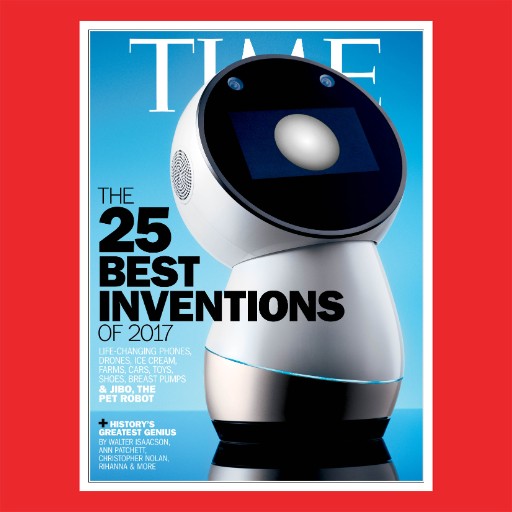 TIME
THE
25
BEST
INVENTIONS
OF 2017
LIFE-CHANGING PHONES,
DRONES, ICE CREAM,
FARMS, CARS, TOYS,
SHOES, BREAST PUMPS
& JIBO, THE
PET ROBOT
+ HISTORY'S
GREATEST GENIUS
BY WALTER ISAACSON,
ANN PATCHETT,
CHRISTOPHER NOLAN,
RIHANNA & MORE